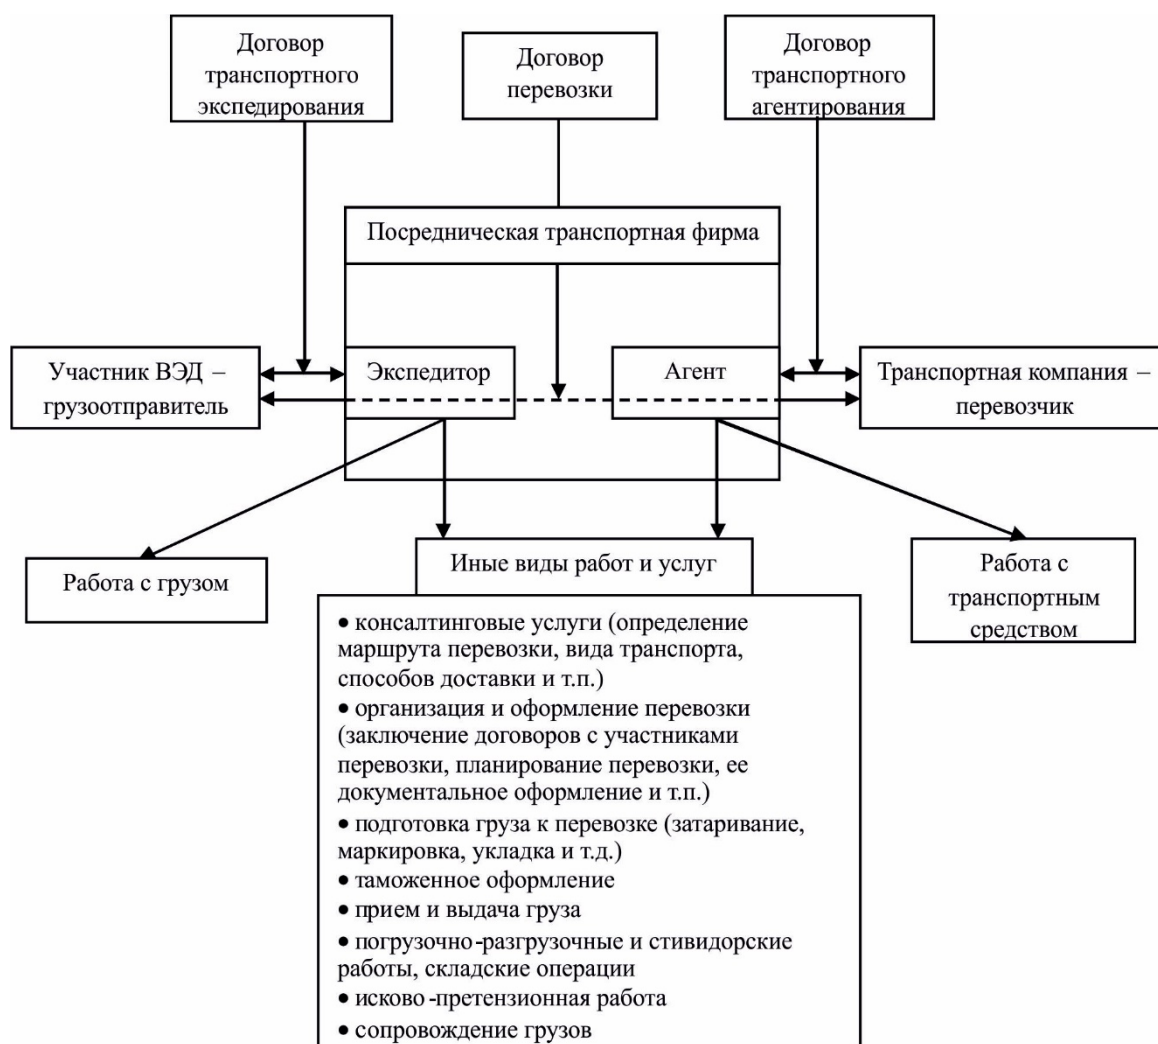 Договор
транспортного
экспедирования
Договор
перевозки
Договор
транспортного
агентирования
Посредническая транспортная фирма
Участник ВЭД –
грузоотправитель
Экспедитор
Агент
Транспортная компания –
перевозчик
Работа с грузом
Иные виды работ и услуг
Работа с
транспортным
средством
• консалтинговые услуги (определение
маршрута перевозки, вида транспорта,
способов доставки и т.п.)
• организация и оформление перевозки
(заключение договоров с участниками
перевозки, планирование перевозки, ее
документальное оформление и т.п.)
• подготовка груза к перевозке (затаривание,
маркировка, укладка и т.д.)
• таможенное оформление
• прием и выдача груза
• погрузочно-разгрузочные и стивидорские
работы, складские операции
• исково-претензионная работа
• сопровождение грузов